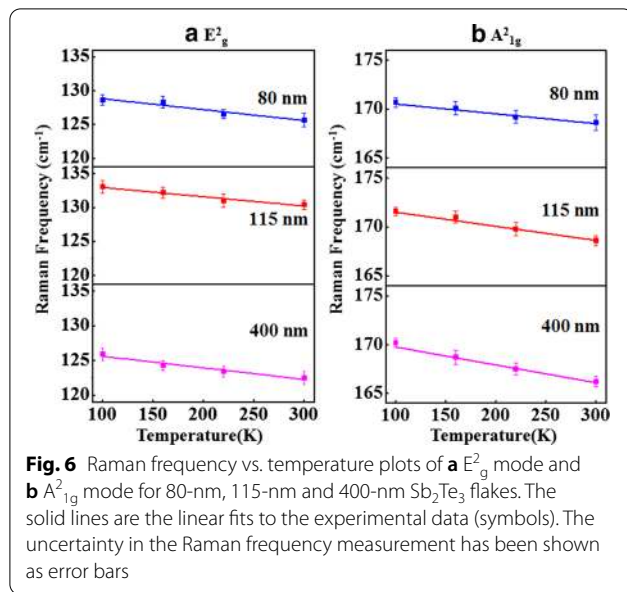 a E²g
b A²1g
Raman Frequency (cm⁻¹)
135
130
125
120
80 nm
135
130
125
120
115 nm
135
130
125
120
400 nm
100 150 200 250 300
Temperature(K)
Raman Frequency (cm⁻¹)
175
170
165
80 nm
175
170
165
115 nm
175
170
165
400 nm
100 150 200 250 300
Temperature(K)
Fig. 6 Raman frequency vs. temperature plots of a E²g mode and
b A²1g mode for 80-nm, 115-nm and 400-nm Sb₂Te₃ flakes. The
solid lines are the linear fits to the experimental data (symbols). The
uncertainty in the Raman frequency measurement has been shown
as error bars